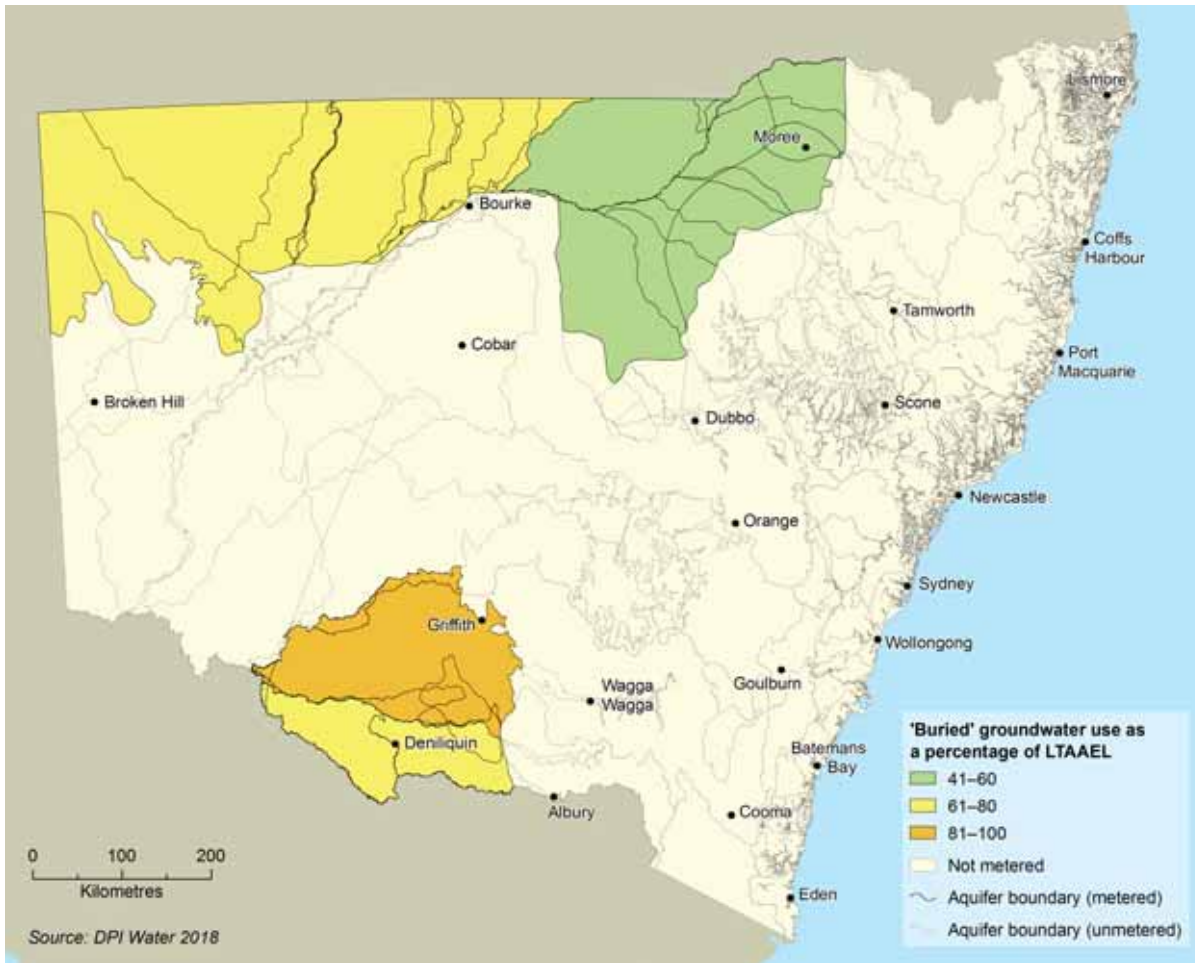 Lismore
Moree
Bourke
Coffs
Harbour
Tamworth
Cobar
Port
Macquarie
Broken Hill
Scone
Dubbo
Newcastle
Orange
Sydney
Griffith
Wollongong
Goulburn
Wagga
Wagga
Deniliquin
Batemans
Bay
Albury
Cooma
Eden
'Buried' groundwater use as
a percentage of LTAAEL
41–60
61–80
81–100
Not metered
Aquifer boundary (metered)
Aquifer boundary (unmetered)
0 100 200
Kilometres
Source: DPI Water 2018